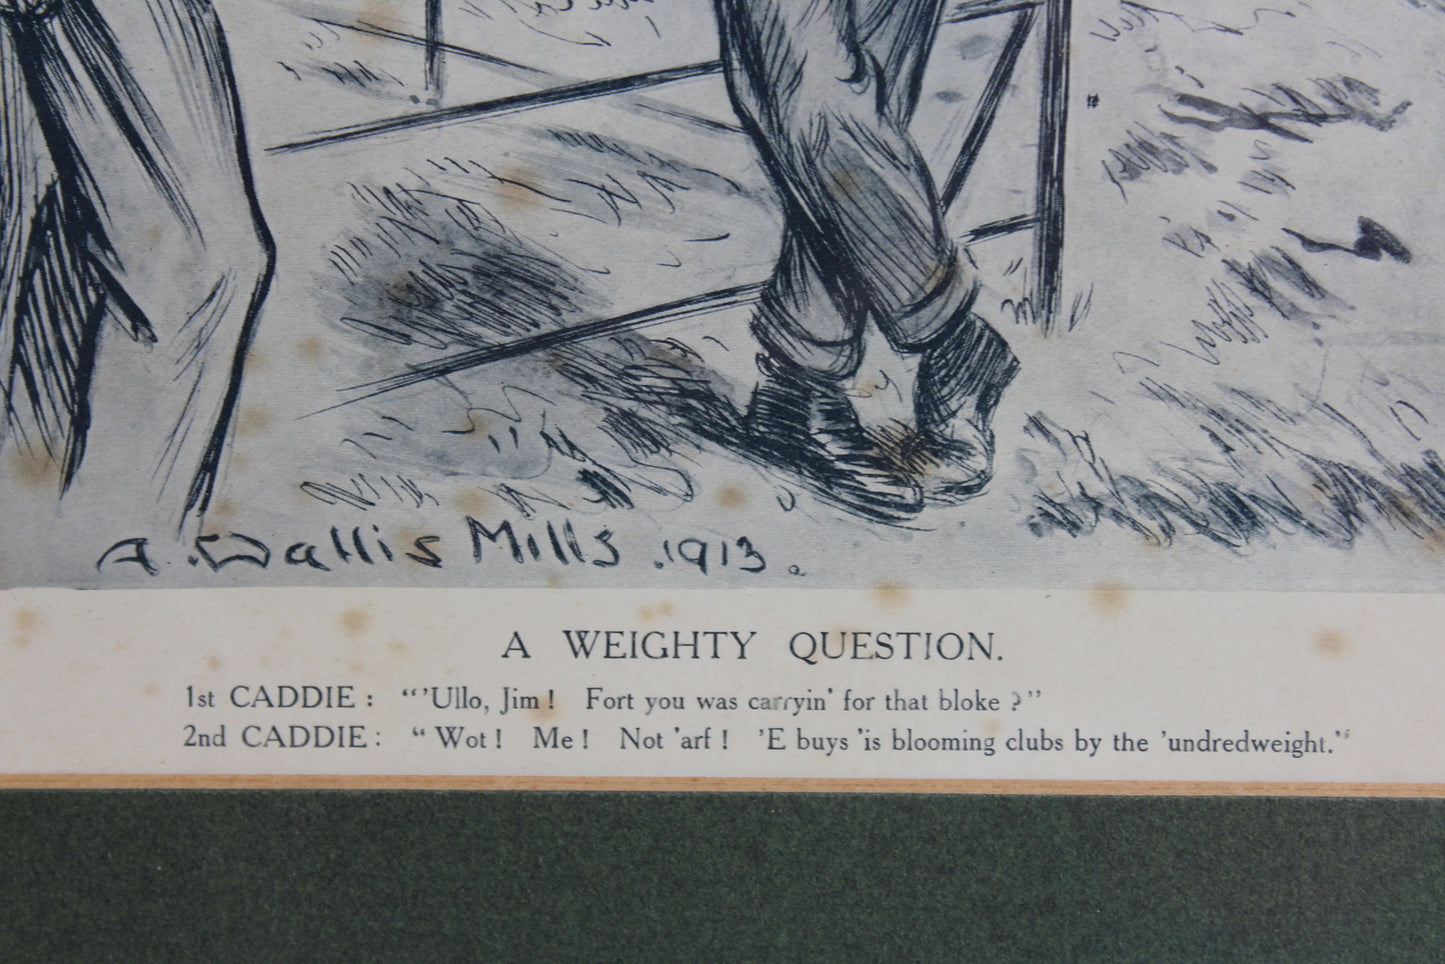 A. Wallis Mills. 1913.
A WEIGHTY QUESTION.
1st CADDIE : "'Ullo, Jim ! Fort you was carryin' for that bloke ?"
2nd CADDIE : "Wot ! Me ! Not 'arf ! 'E buys 'is blooming clubs by the 'undredweight."